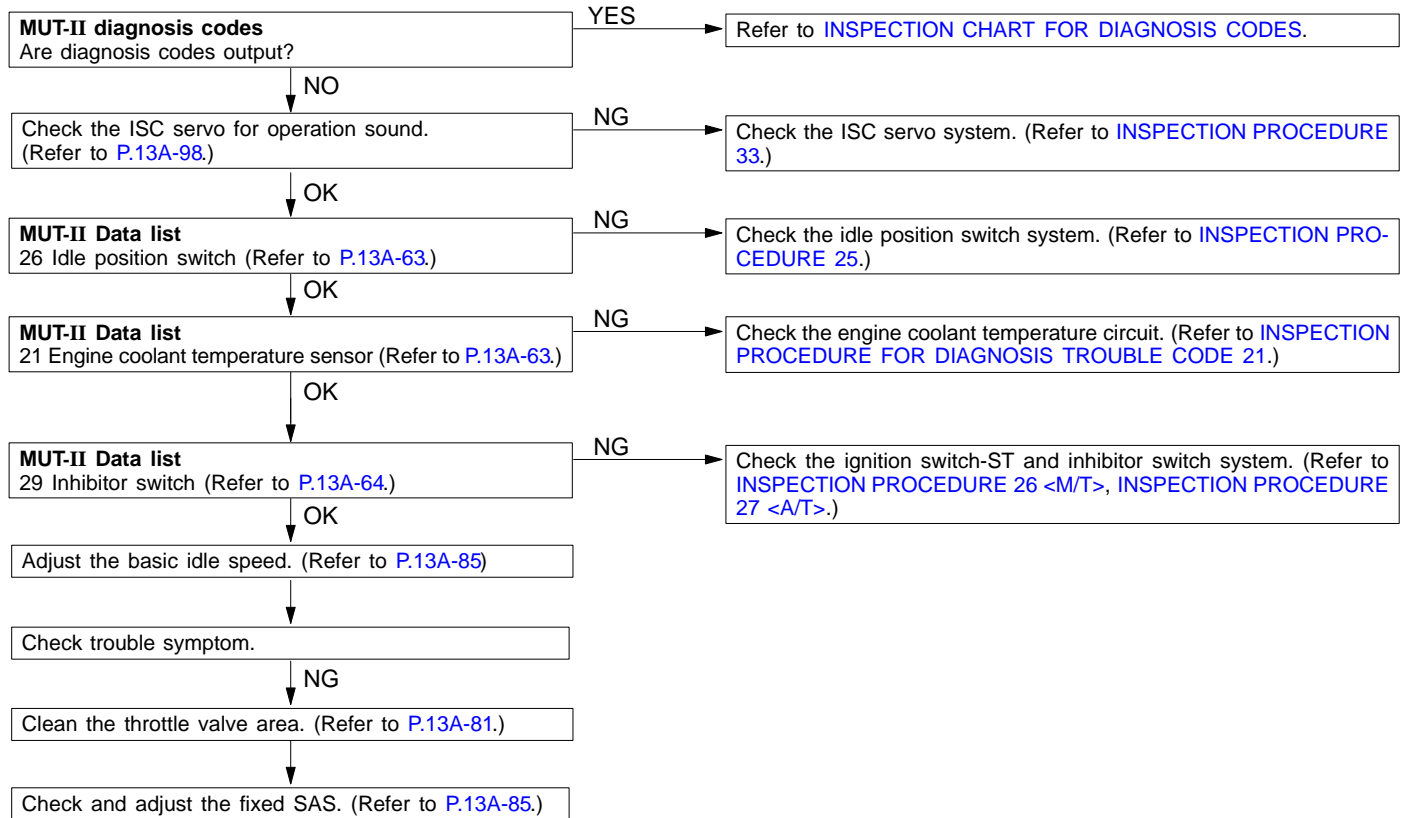 MUT-II diagnosis codes
Are diagnosis codes output?
YES
Refer to INSPECTION CHART FOR DIAGNOSIS CODES.
NO
Check the ISC servo for operation sound.
(Refer to P.13A-98.)
NG
Check the ISC servo system. (Refer to INSPECTION PROCEDURE
33.)
OK
MUT-II Data list
26 Idle position switch (Refer to P.13A-63.)
NG
Check the idle position switch system. (Refer to INSPECTION PRO-
CEDURE 25.)
OK
MUT-II Data list
21 Engine coolant temperature sensor (Refer to P.13A-63.)
NG
Check the engine coolant temperature circuit. (Refer to INSPECTION
PROCEDURE FOR DIAGNOSIS TROUBLE CODE 21.)
OK
MUT-II Data list
29 Inhibitor switch (Refer to P.13A-64.)
NG
Check the ignition switch-ST and inhibitor switch system. (Refer to
INSPECTION PROCEDURE 26 <M/T>, INSPECTION PROCEDURE
27 <A/T>.)
OK
Adjust the basic idle speed. (Refer to P.13A-85)
Check trouble symptom.
NG
Clean the throttle valve area. (Refer to P.13A-81.)
Check and adjust the fixed SAS. (Refer to P.13A-85.)